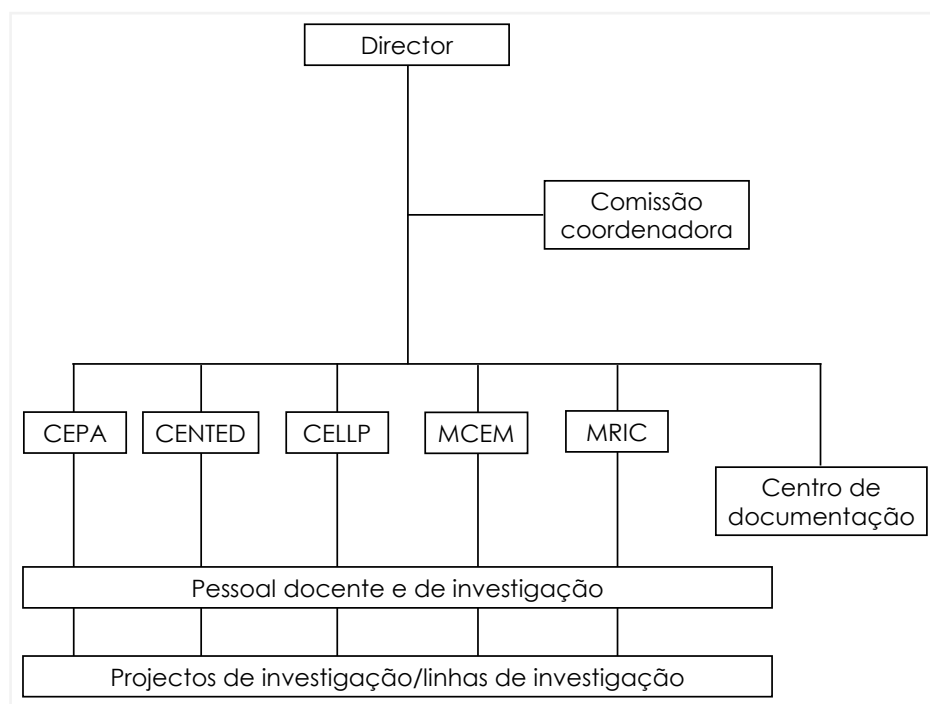 Director
Comissão
coordenadora
CEPA
CENTED
CELLP
MCEM
MRIC
Centro de
documentação
Pessoal docente e de investigação
Projectos de investigação/linhas de investigação